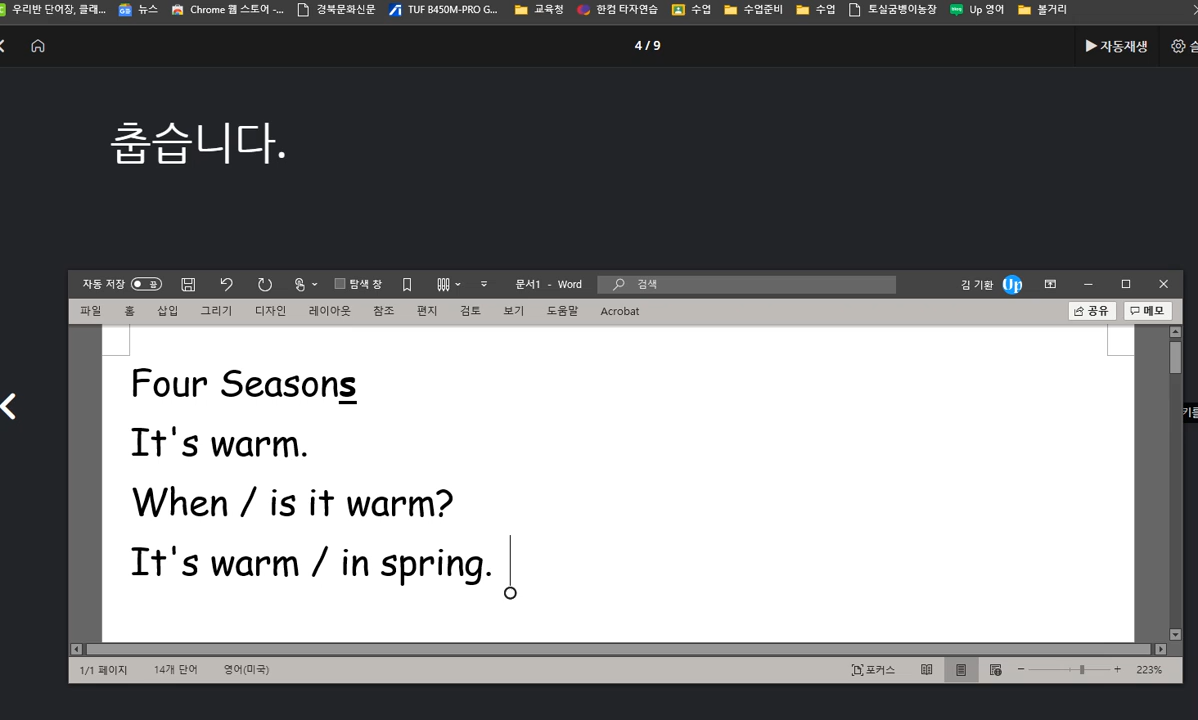 우리반 단어장, 클래... 뉴스 Chrome 웹 스토어 -... 경북문화신문 TUF B450M-PRO G... 교육청 한컴 타자연습 수업 수업준비 수업 토실굼벵이농장 Up 영어 볼거리
4 / 9 자동재생
춥습니다.
자동 저장 끔 탐색 창 문서1 - Word 검색 김 기환 Up
파일 홈 삽입 그리기 디자인 레이아웃 참조 편지 검토 보기 도움말 Acrobat 공유 메모
Four Seasons
It's warm.
When / is it warm?
It's warm / in spring.
1/1 페이지 14개 단어 영어(미국) 포커스 223%